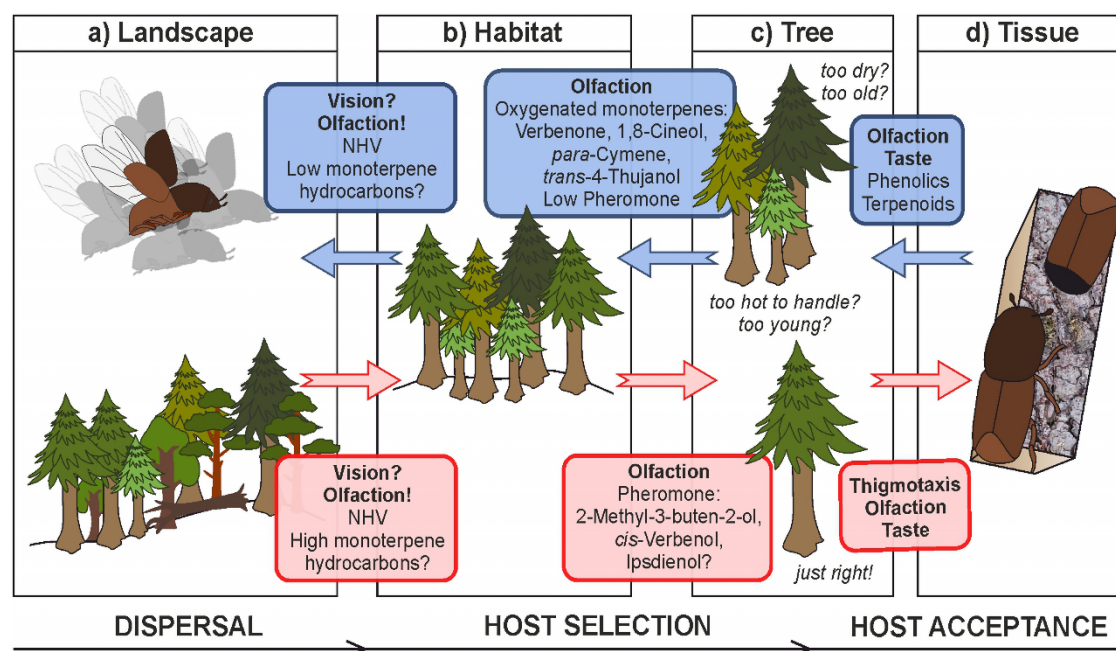 a) Landscape
b) Habitat
c) Tree
d) Tissue
Vision?
Olfaction!
NHV
Low monoterpene
hydrocarbons?
Olfaction
Oxygenated monoterpenes:
Verbenone, 1,8-Cineol,
para-Cymene,
trans-4-Thujanol
Low Pheromone
too dry?
too old?
Olfaction
Taste
Phenolics
Terpenoids
too hot to handle?
too young?
Vision?
Olfaction!
NHV
High monoterpene
hydrocarbons?
Olfaction
Pheromone:
2-Methyl-3-buten-2-ol,
cis-Verbenol,
Ipsdienol?
Thigmotaxis
Olfaction
Taste
just right!
DISPERSAL
HOST SELECTION
HOST ACCEPTANCE